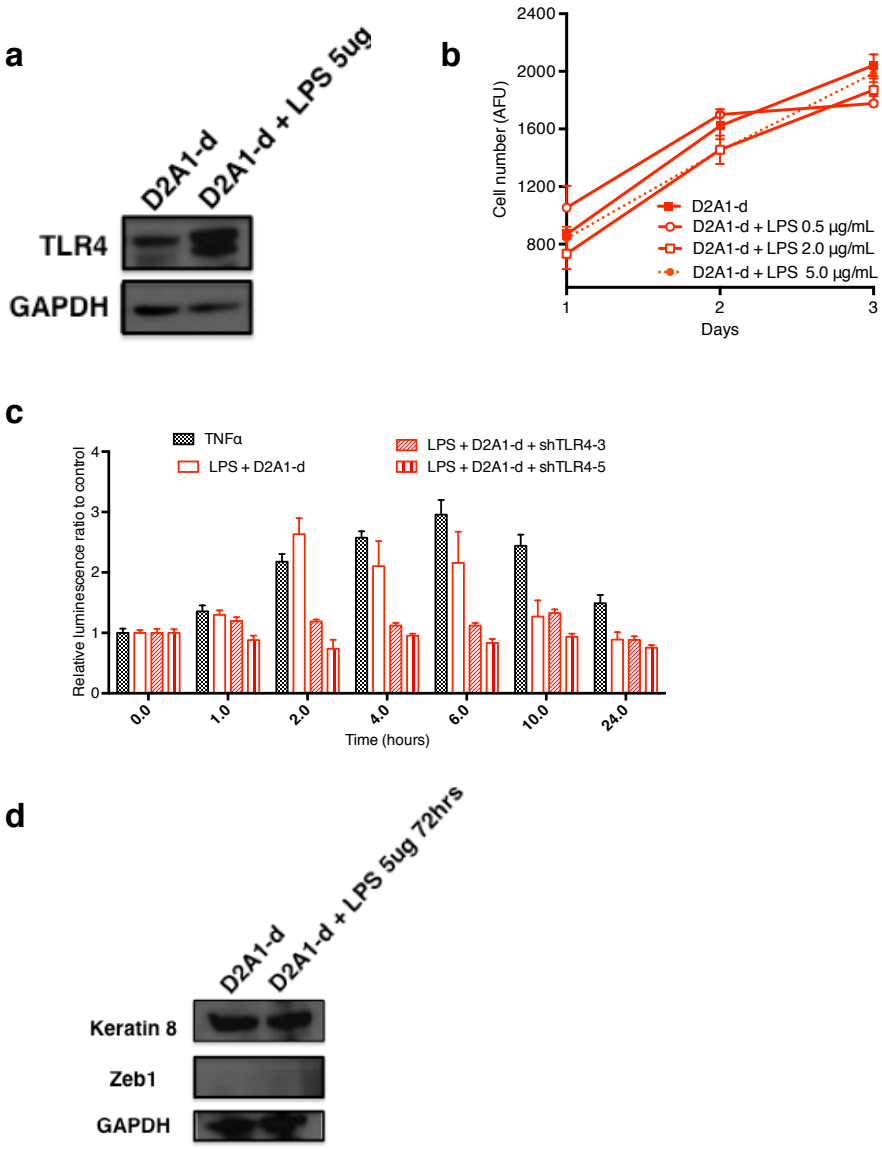 a
D2A1-d
D2A1-d + LPS 5ug
TLR4
GAPDH
b
Cell number (AFU)
2400
2000
1600
1200
800
D2A1-d
D2A1-d + LPS 0.5 µg/mL
D2A1-d + LPS 2.0 µg/mL
D2A1-d + LPS 5.0 µg/mL
1
2
3
Days
c
TNFα
LPS + D2A1-d
LPS + D2A1-d + shTLR4-3
LPS + D2A1-d + shTLR4-5
Relative luminescence ratio to control
4
3
2
1
0
0.0
1.0
2.0
4.0
6.0
10.0
24.0
Time (hours)
d
D2A1-d
D2A1-d + LPS 5ug 72hrs
Keratin 8
Zeb1
GAPDH